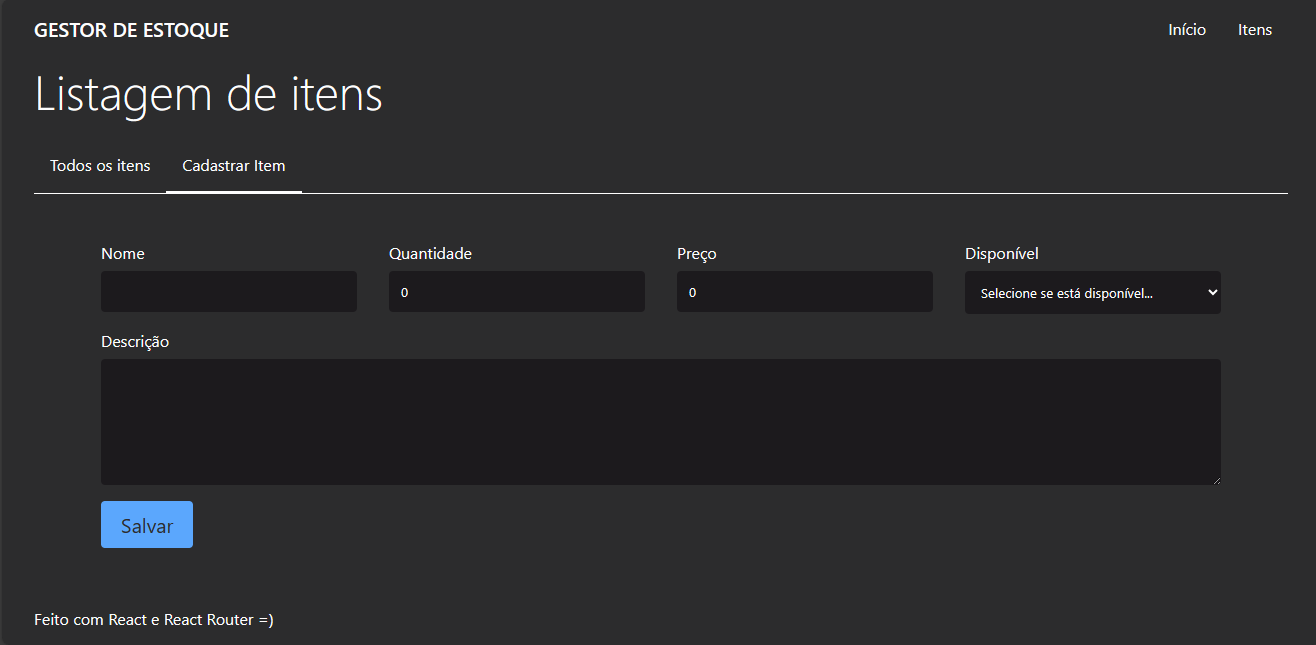 GESTOR DE ESTOQUE
Início Itens
Listagem de itens
Todos os itens Cadastrar Item
Nome Quantidade Preço Disponível
0 0 Selecione se está disponível...
Descrição
Salvar
Feito com React e React Router =)